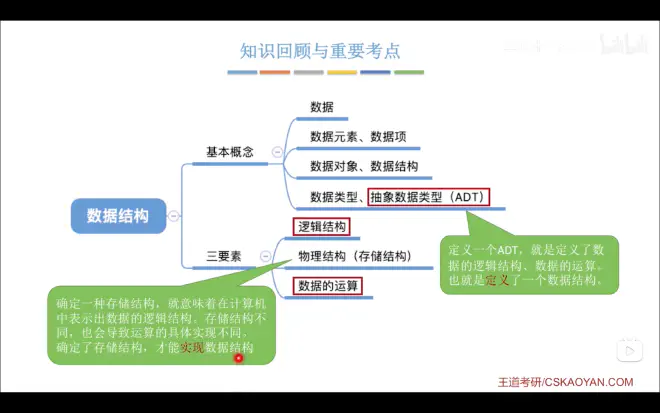 知识回顾与重要考点
数据
基本概念
数据元素、数据项
数据对象、数据结构
数据类型、抽象数据类型（ADT）
数据结构
逻辑结构
三要素
物理结构（存储结构）
数据的运算
定义一个ADT，就是定义了数
据的逻辑结构、数据的运算。
也就是定义了一个数据结构，
确定一种存储结构，就意味着在计算机
中表示出数据的逻辑结构。存储结构不
同，也会导致运算的具体实现不同。
确定了存储结构，才能实现数据结构
王道考研/CSKAOYAN.COM